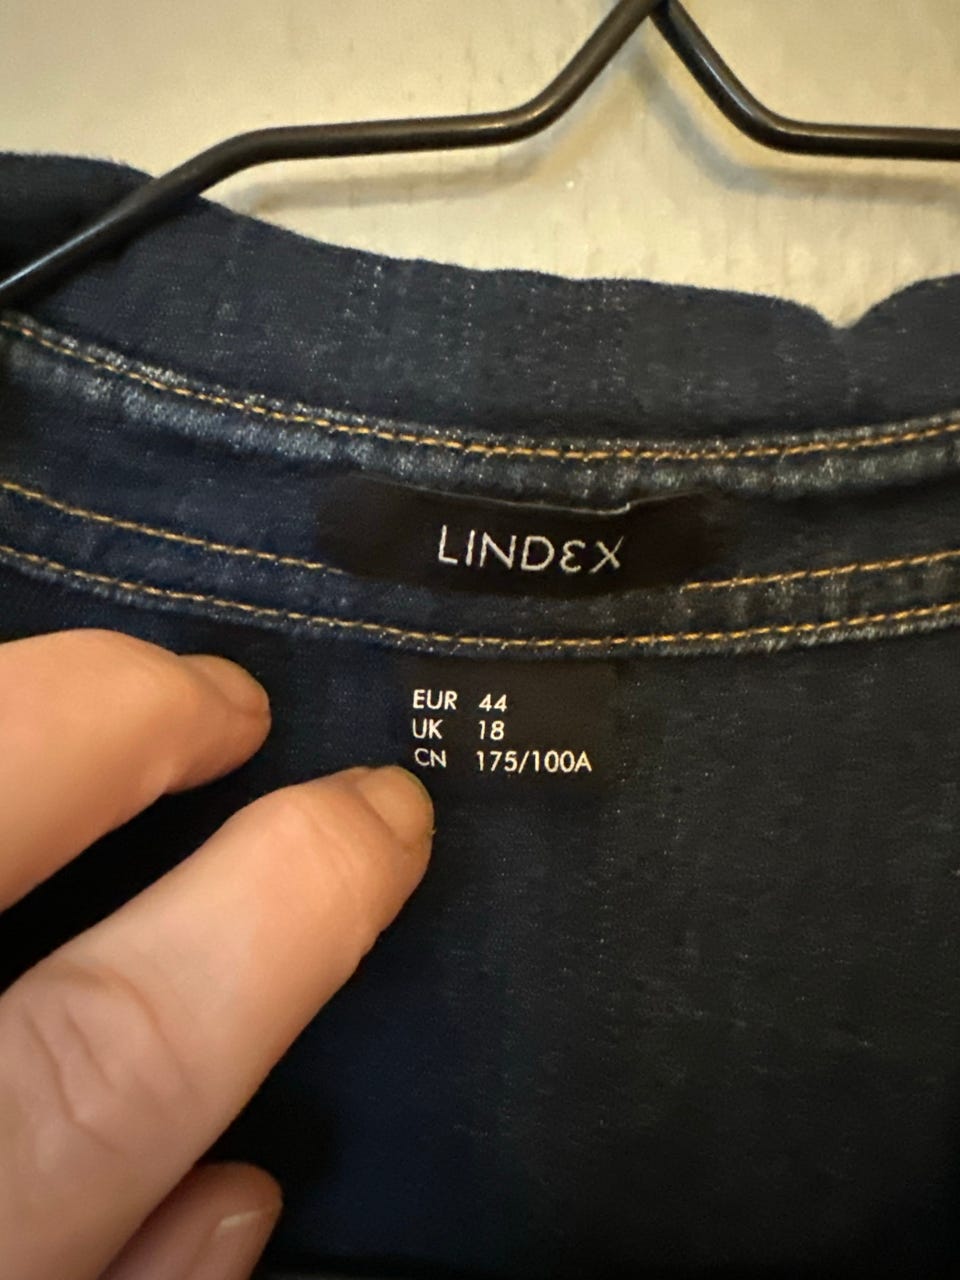 LINDEX
EUR 44
UK 18
CN 175/100A